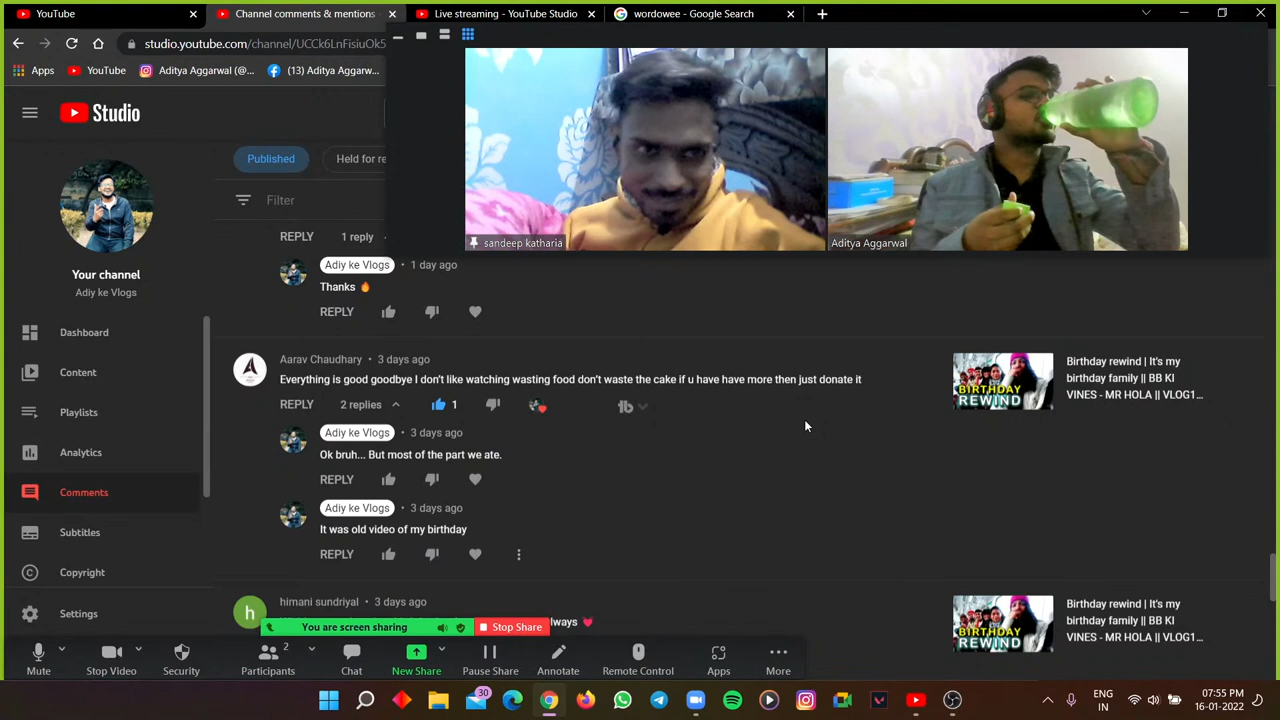 YouTube
Channel comments & mentions
Live streaming - YouTube Studio
wordowee - Google Search
studio.youtube.com/channel/UCCk6LnFisiuOk5
Apps
YouTube
Aditya Aggarwal (@...
(13) Aditya Aggarw...
Studio
sandeep katharia
Aditya Aggarwal
Published
Held for re
Filter
Your channel
Adiy ke Vlogs
Dashboard
Content
Playlists
Analytics
Comments
Subtitles
Copyright
Settings
REPLY 1 reply
Adiy ke Vlogs • 1 day ago
Thanks 🔥
REPLY
Aarav Chaudhary • 3 days ago
Everything is good goodbye I don't like watching wasting food don't waste the cake if u have have more then just donate it
REPLY 2 replies 1
Adiy ke Vlogs • 3 days ago
Ok bruh... But most of the part we ate.
REPLY
Adiy ke Vlogs • 3 days ago
It was old video of my birthday
REPLY
h
himani sundriyal • 3 days ago
lways 💓
BIRTHDAY
REWIND
Birthday rewind | It's my
birthday family || BB KI
VINES - MR HOLA || VLOG1...
BIRTHDAY
REWIND
Birthday rewind | It's my
birthday family || BB KI
VINES - MR HOLA || VLOG1...
You are screen sharing
Stop Share
Mute
Stop Video
Security
2
Participants
Chat
New Share
Pause Share
Annotate
Remote Control
Apps
More
30
ENG
IN
07:55 PM
16-01-2022